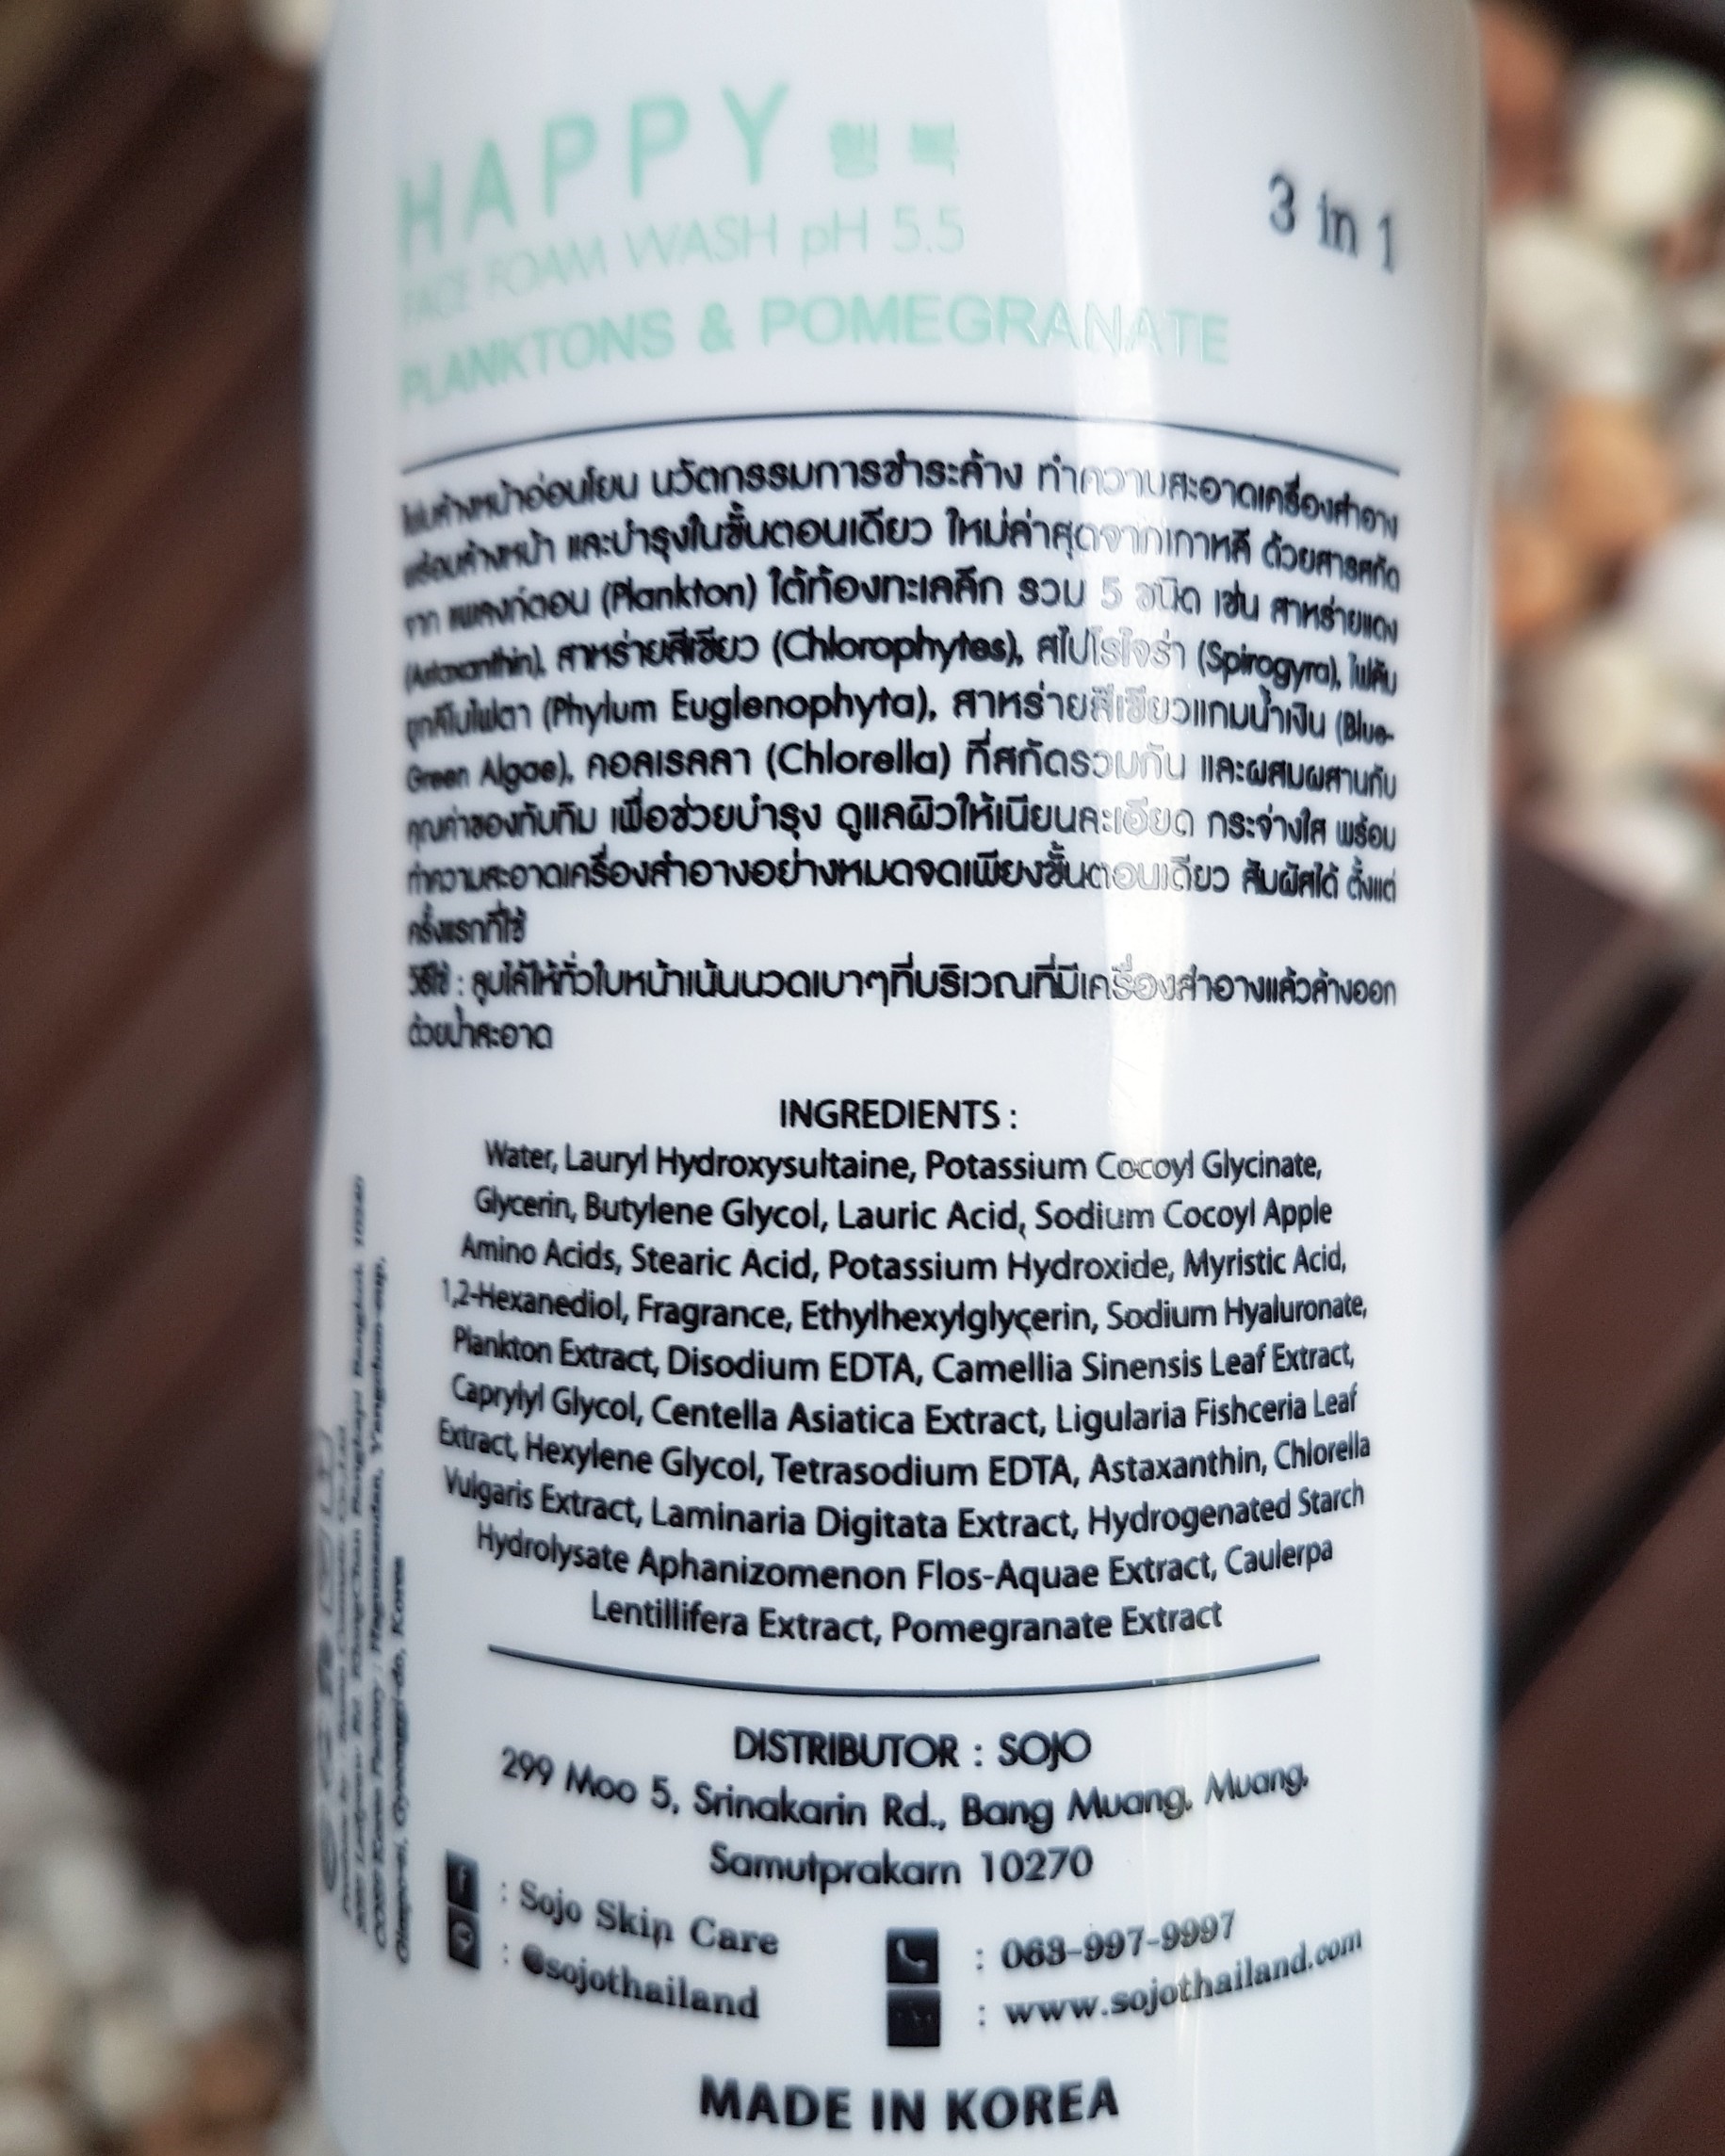 HAPPY 행복
FACE FOAM WASH pH 5.5
3 in 1
PLANKTONS & POMEGRANATE
โฟมล้างหน้าอ่อนโยน นวัตกรรมการชำระล้าง ทำความสะอาดเครื่องสำอาง
พร้อมล้างหน้า และบำรุงในขั้นตอนเดียว ใหม่ล่าสุดจากเกาหลี ด้วยสารสกัด
จาก แพลงก์ตอน (Plankton) ใต้ท้องทะเลลึก รวม 5 ชนิด เช่น สาหร่ายแดง
(Astaxanthin), สาหร่ายสีเขียว (Chlorophytes), สไปโรไจร่า (Spirogyra), ไฟลัม
ยูกลีโนไฟตา (Phylum Euglenophyta), สาหร่ายสีเขียวแกมน้ำเงิน (Blue-
Green Algae), คอลเรลลา (Chlorella) ที่สกัดรวมกัน และผสมผสานกับ
คุณค่าของทับทิม เพื่อช่วยบำรุง ดูแลผิวให้เนียนละเอียด กระจ่างใส พร้อม
ทำความสะอาดเครื่องสำอางอย่างหมดจดเพียงขั้นตอนเดียว สัมผัสได้ ตั้งแต่
ครั้งแรกที่ใช้
วิธีใช้ : ลูบไล้ให้ทั่วใบหน้าเน้นนวดเบาๆที่บริเวณที่มีเครื่องสำอางแล้วล้างออก
ด้วยน้ำสะอาด
INGREDIENTS :
Water, Lauryl Hydroxysultaine, Potassium Cocoyl Glycinate,
Glycerin, Butylene Glycol, Lauric Acid, Sodium Cocoyl Apple
Amino Acids, Stearic Acid, Potassium Hydroxide, Myristic Acid,
1,2-Hexanediol, Fragrance, Ethylhexylglycerin, Sodium Hyaluronate,
Plankton Extract, Disodium EDTA, Camellia Sinensis Leaf Extract,
Caprylyl Glycol, Centella Asiatica Extract, Ligularia Fishceria Leaf
Extract, Hexylene Glycol, Tetrasodium EDTA, Astaxanthin, Chlorella
Vulgaris Extract, Laminaria Digitata Extract, Hydrogenated Starch
Hydrolysate Aphanizomenon Flos-Aquae Extract, Caulerpa
Lentillifera Extract, Pomegranate Extract
DISTRIBUTOR : SOJO
299 Moo 5, Srinakarin Rd., Bang Muang, Muang,
Samutprakarn 10270
: Sojo Skin Care
: @sojothailand
: 063-997-9997
: www.sojothailand.com
MADE IN KOREA